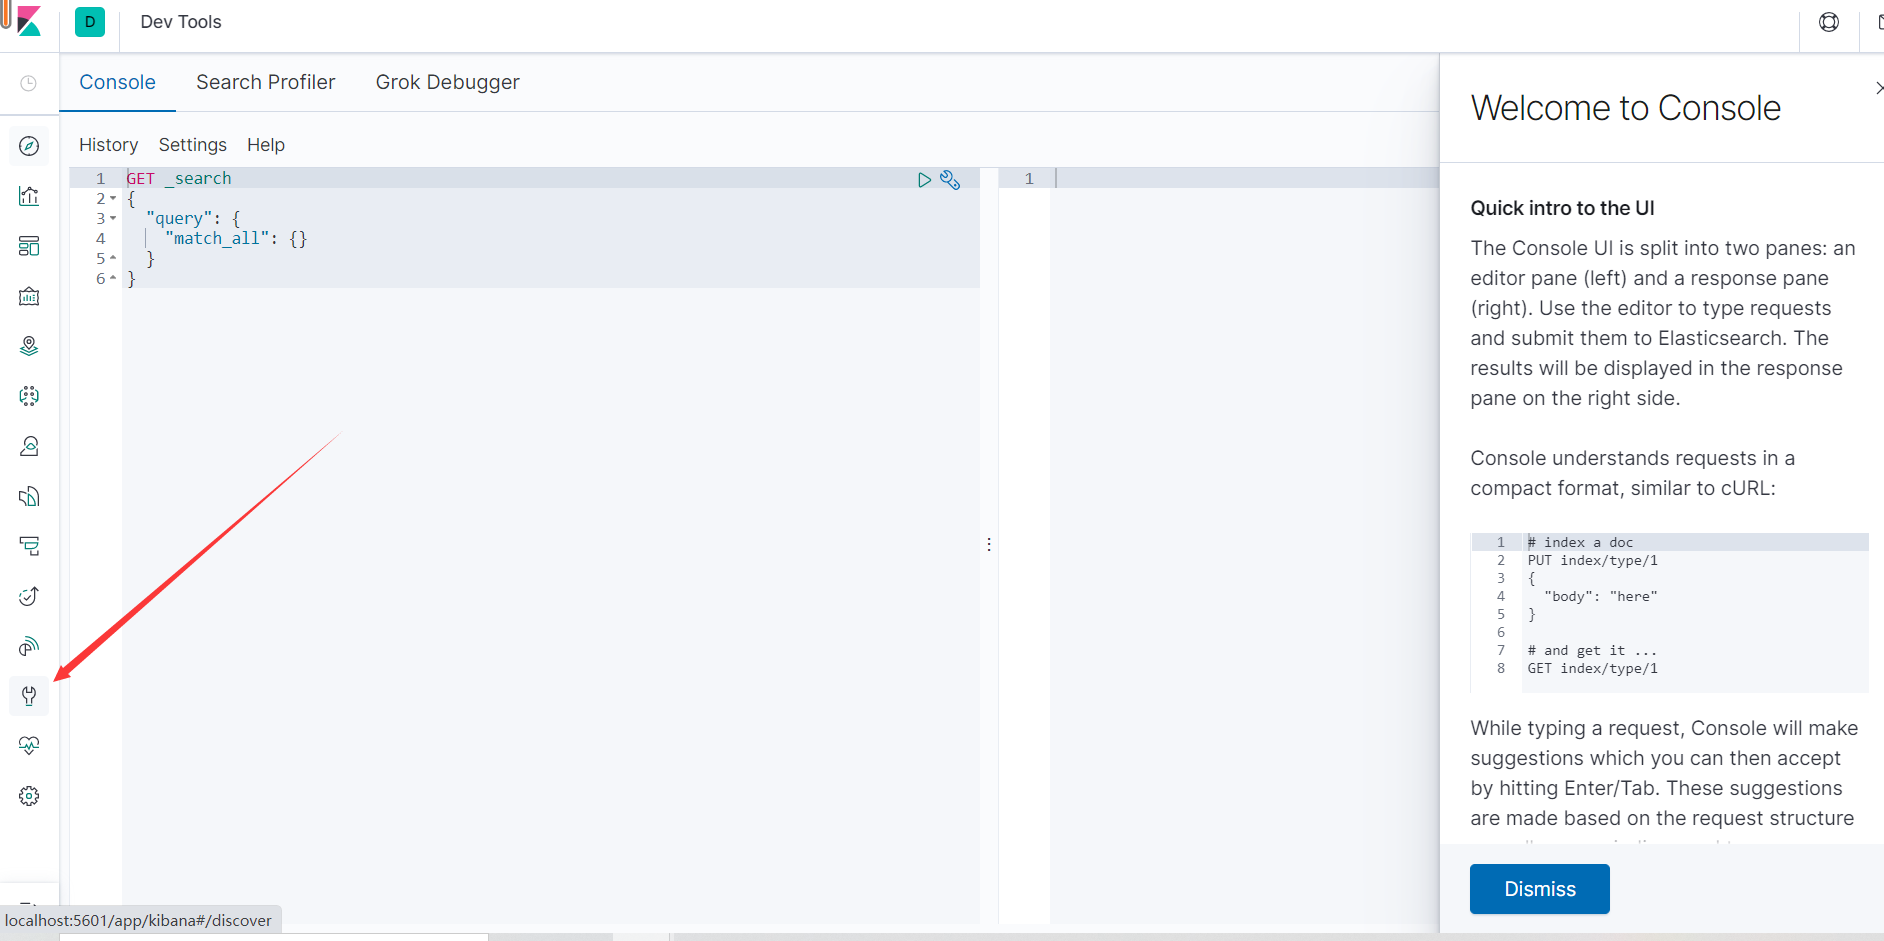 D
Dev Tools
Console Search Profiler Grok Debugger
History Settings Help
1 GET _search
2 {
3 "query": {
4 "match_all": {}
5 }
6 }
1
Welcome to Console
Quick intro to the UI
The Console UI is split into two panes: an
editor pane (left) and a response pane
(right). Use the editor to type requests
and submit them to Elasticsearch. The
results will be displayed in the response
pane on the right side.
Console understands requests in a
compact format, similar to cURL:
1 # index a doc
2 PUT index/type/1
3 {
4 "body": "here"
5 }
6
7 # and get it ...
8 GET index/type/1
While typing a request, Console will make
suggestions which you can then accept
by hitting Enter/Tab. These suggestions
are made based on the request structure
Dismiss
localhost:5601/app/kibana#/discover